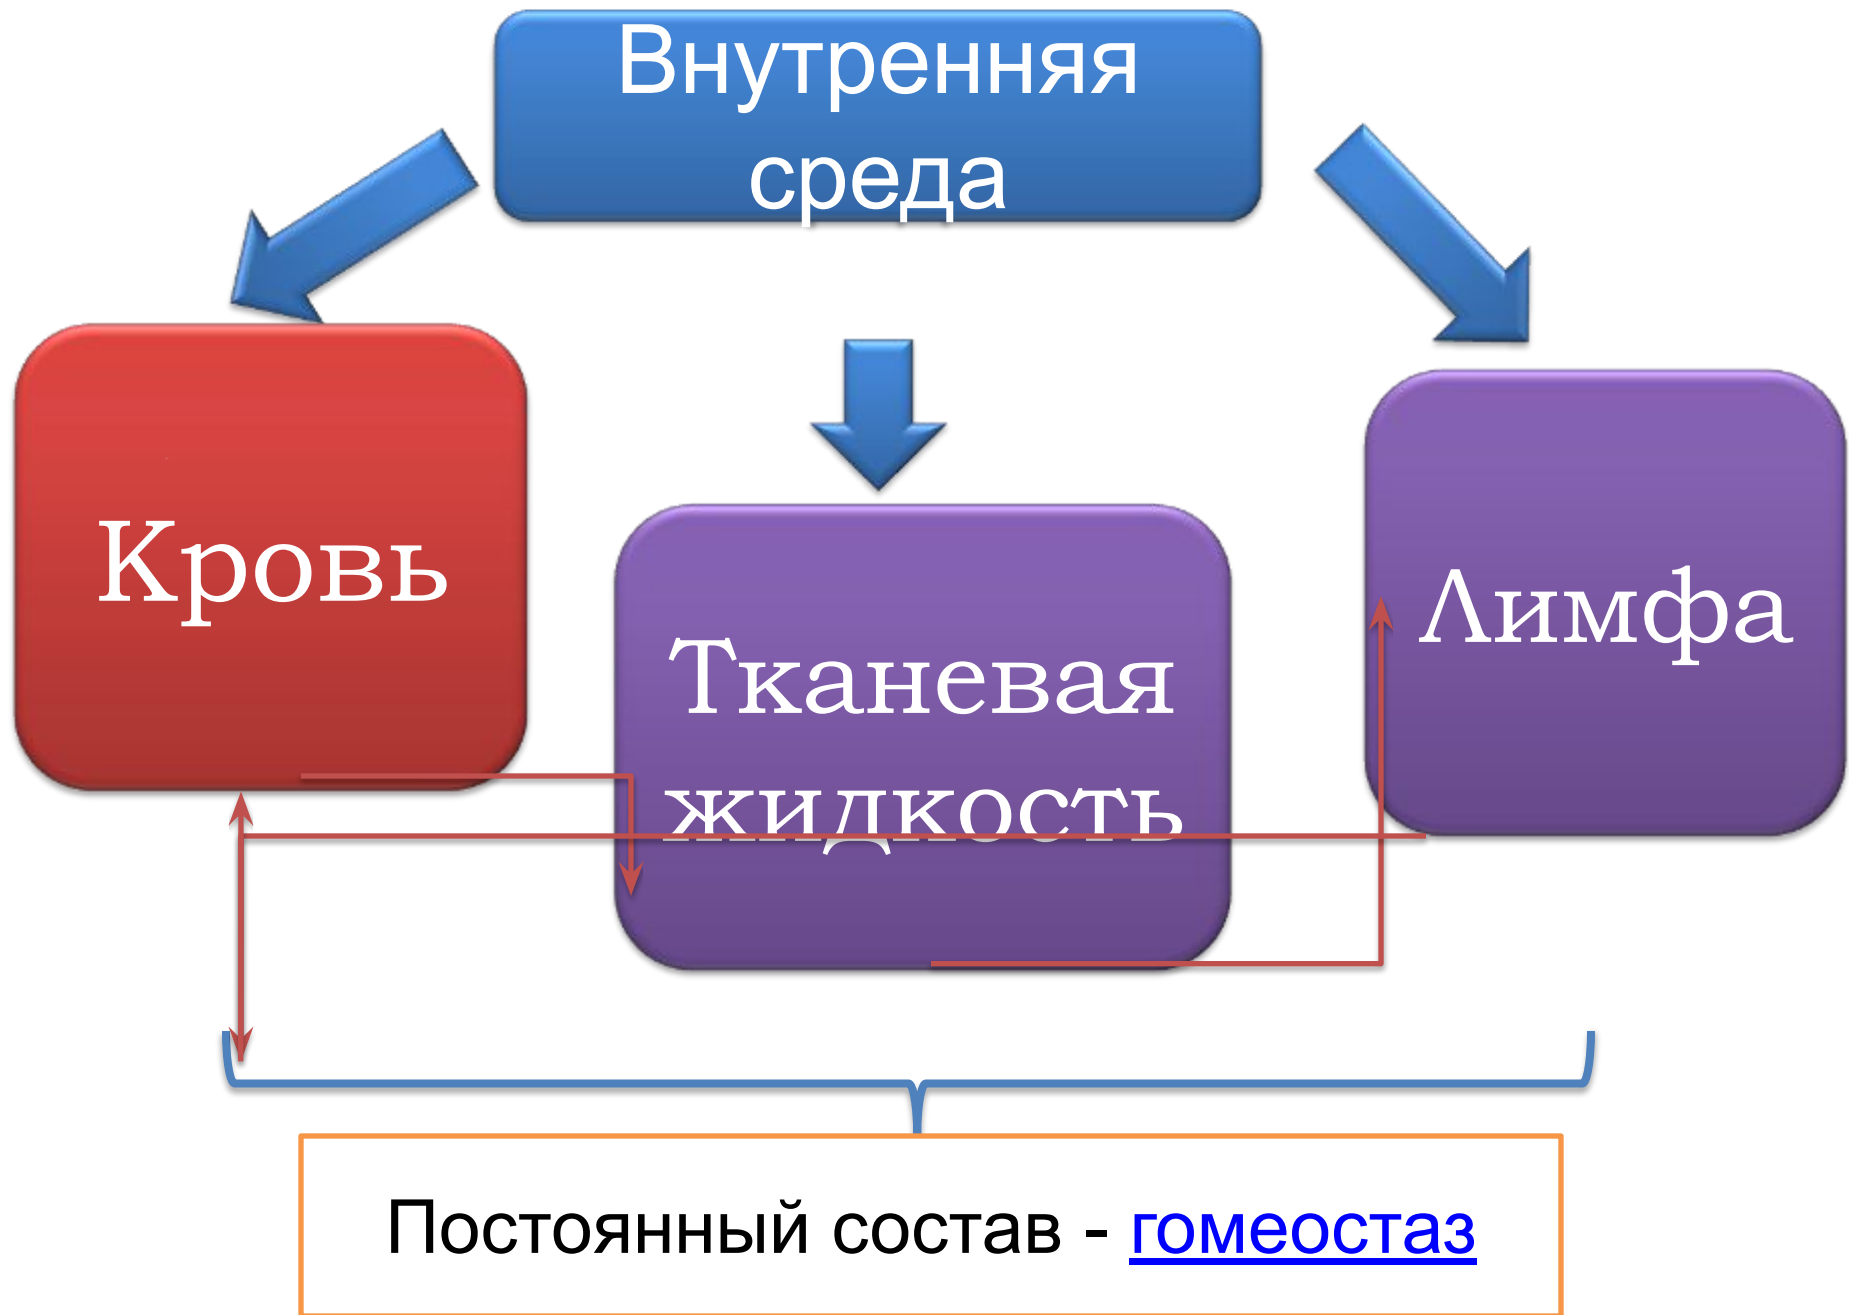 Внутренняя
среда
Кровь
Тканевая
жидкость
Лимфа
Постоянный состав - гомеостаз